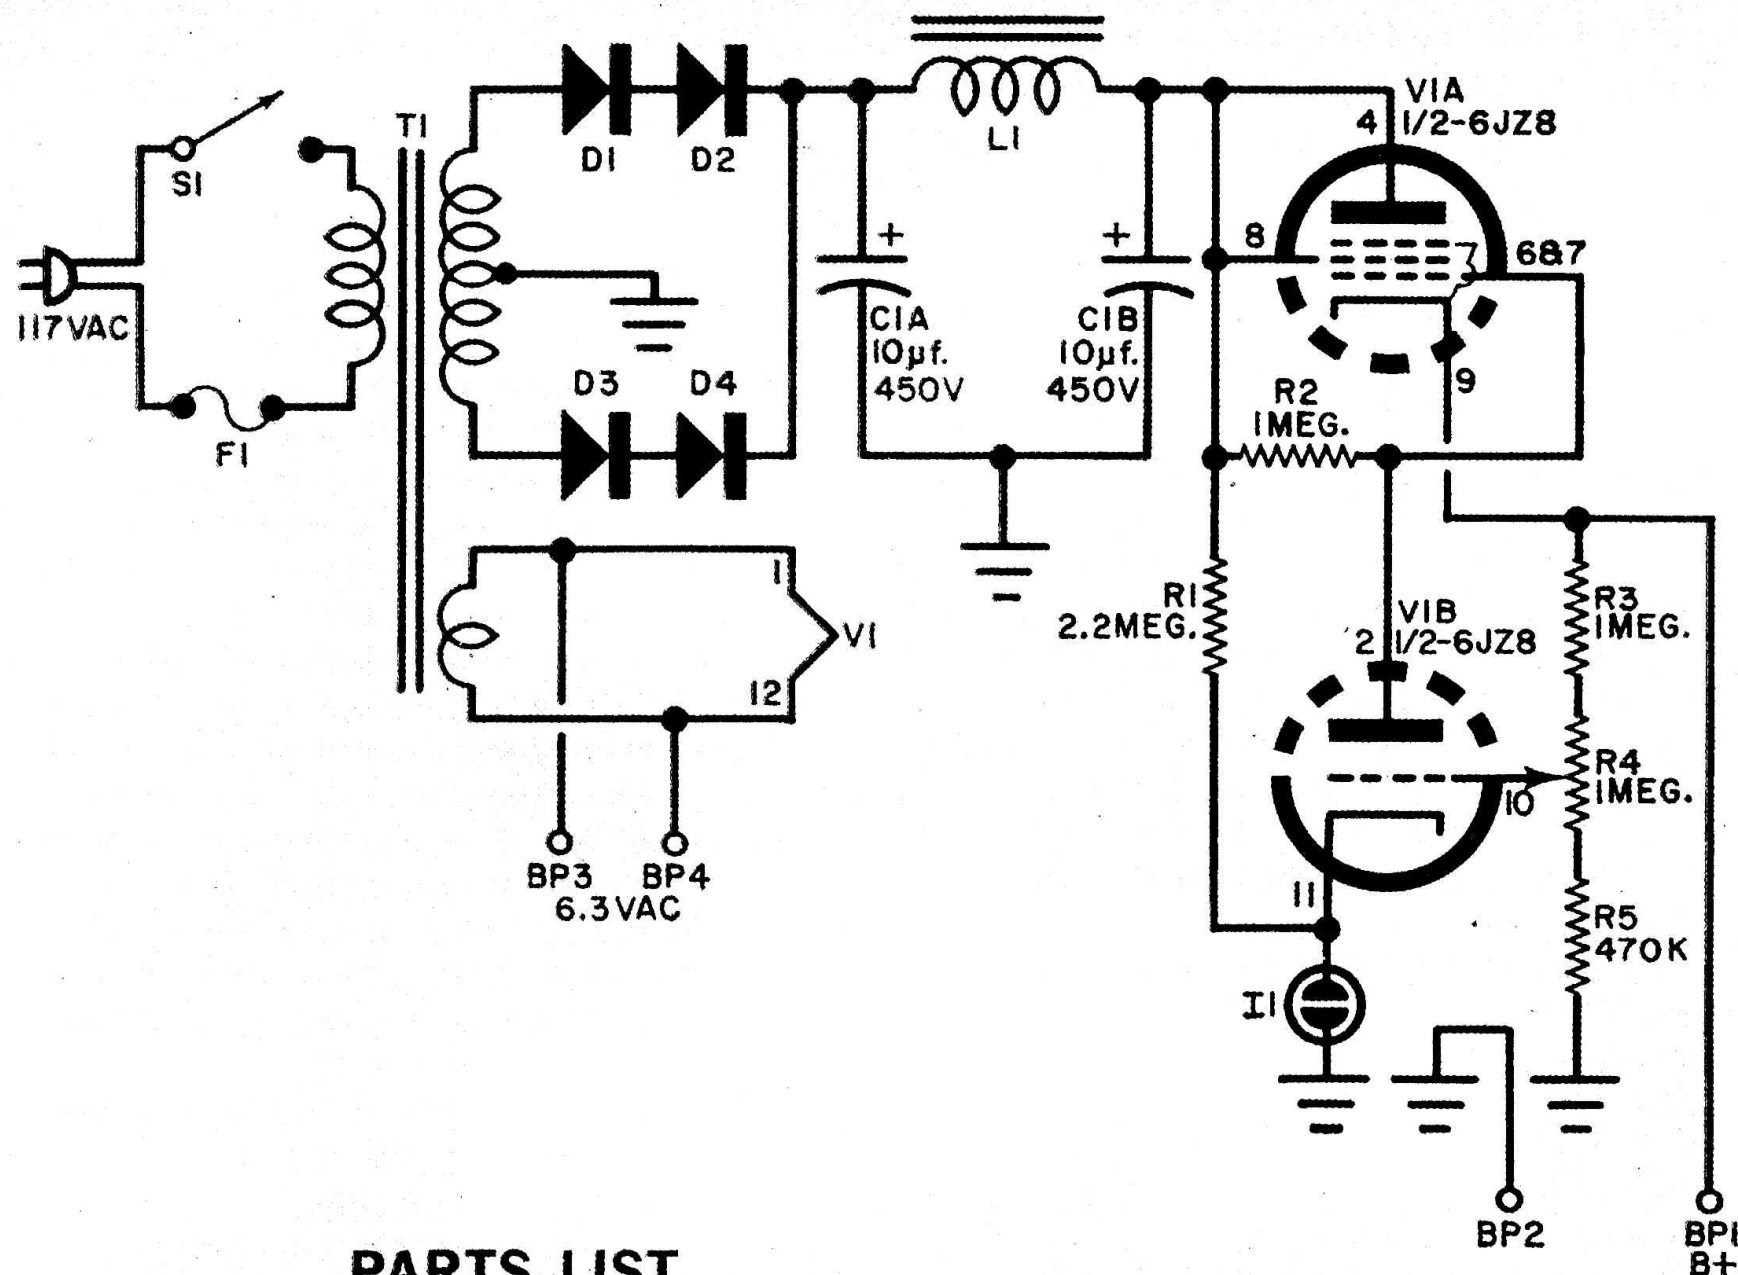 T1
S1
117VAC
F1
D1
D2
D3
D4
L1
+
C1A
10µf.
450V
+
C1B
10µf.
450V
V1A
1/2-6JZ8
4
8
6&7
9
R2
1MEG.
R1
2.2MEG.
V1B
1/2-6JZ8
2
10
11
R3
1MEG.
R4
1MEG.
R5
470K
I1
1
12
V1
BP3
BP4
6.3VAC
BP2
BP1
B+
PARTS LIST